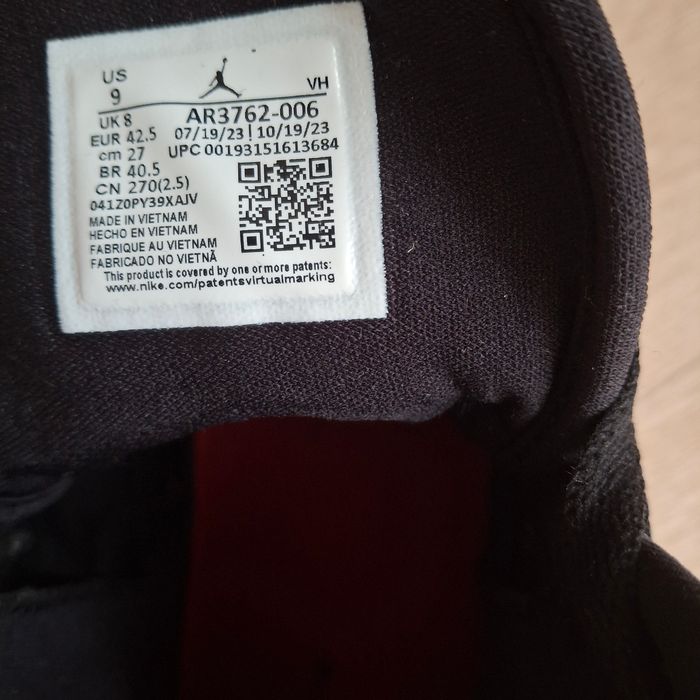 US
9
VH
UK 8
AR3762-006
EUR 42.5
07/19/23 | 10/19/23
cm 27
UPC 00193151613684
BR 40.5
CN 270(2.5)
041Z0PY39XAJV
MADE IN VIETNAM
HECHO EN VIETNAM
FABRIQUE AU VIETNAM
FABRICADO NO VIETNÃ
This product is covered by one or more patents:
www.nike.com/patentsvirtualmarking